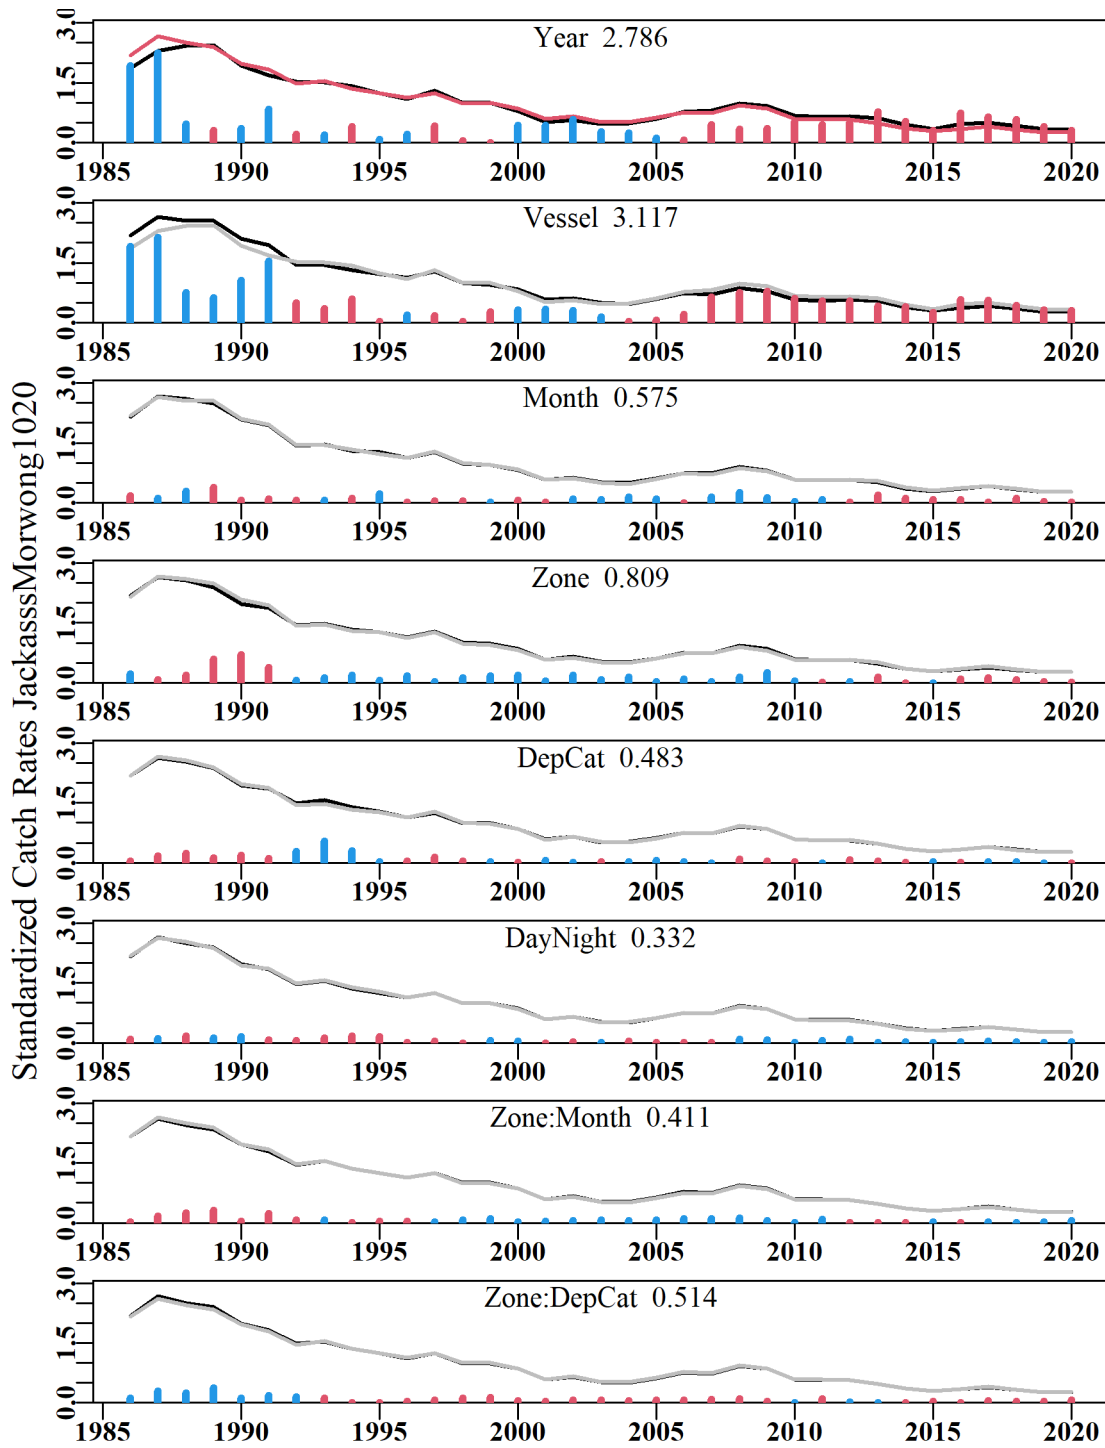 Standardized Catch Rates JackasssMorwong1020
Year 2.786
0.0 1.5 3.0
1985 1990 1995 2000 2005 2010 2015 2020
Vessel 3.117
0.0 1.5 3.0
1985 1990 1995 2000 2005 2010 2015 2020
Month 0.575
0.0 1.5 3.0
1985 1990 1995 2000 2005 2010 2015 2020
Zone 0.809
0.0 1.5 3.0
1985 1990 1995 2000 2005 2010 2015 2020
DepCat 0.483
0.0 1.5 3.0
1985 1990 1995 2000 2005 2010 2015 2020
DayNight 0.332
0.0 1.5 3.0
1985 1990 1995 2000 2005 2010 2015 2020
Zone:Month 0.411
0.0 1.5 3.0
1985 1990 1995 2000 2005 2010 2015 2020
Zone:DepCat 0.514
0.0 1.5 3.0
1985 1990 1995 2000 2005 2010 2015 2020